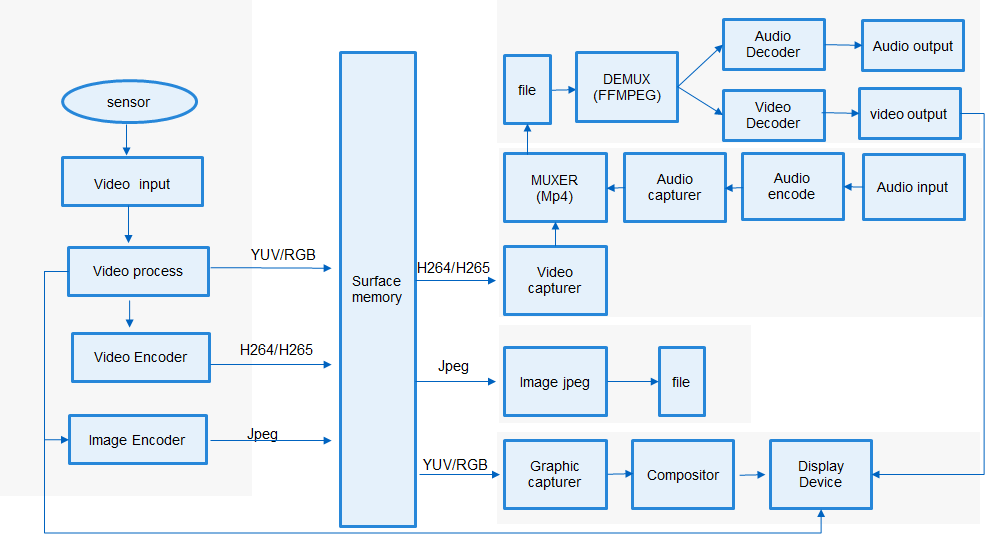 sensor
Video input
Video process
Video Encoder
Image Encoder
YUV/RGB
H264/H265
Jpeg
Surface
memory
H264/H265
Jpeg
YUV/RGB
file
DEMUX
(FFMPEG)
Audio
Decoder
Audio output
Video
Decoder
video output
MUXER
(Mp4)
Audio
capturer
Audio
encode
Audio input
Video
capturer
Image jpeg
file
Graphic
capturer
Compositor
Display
Device